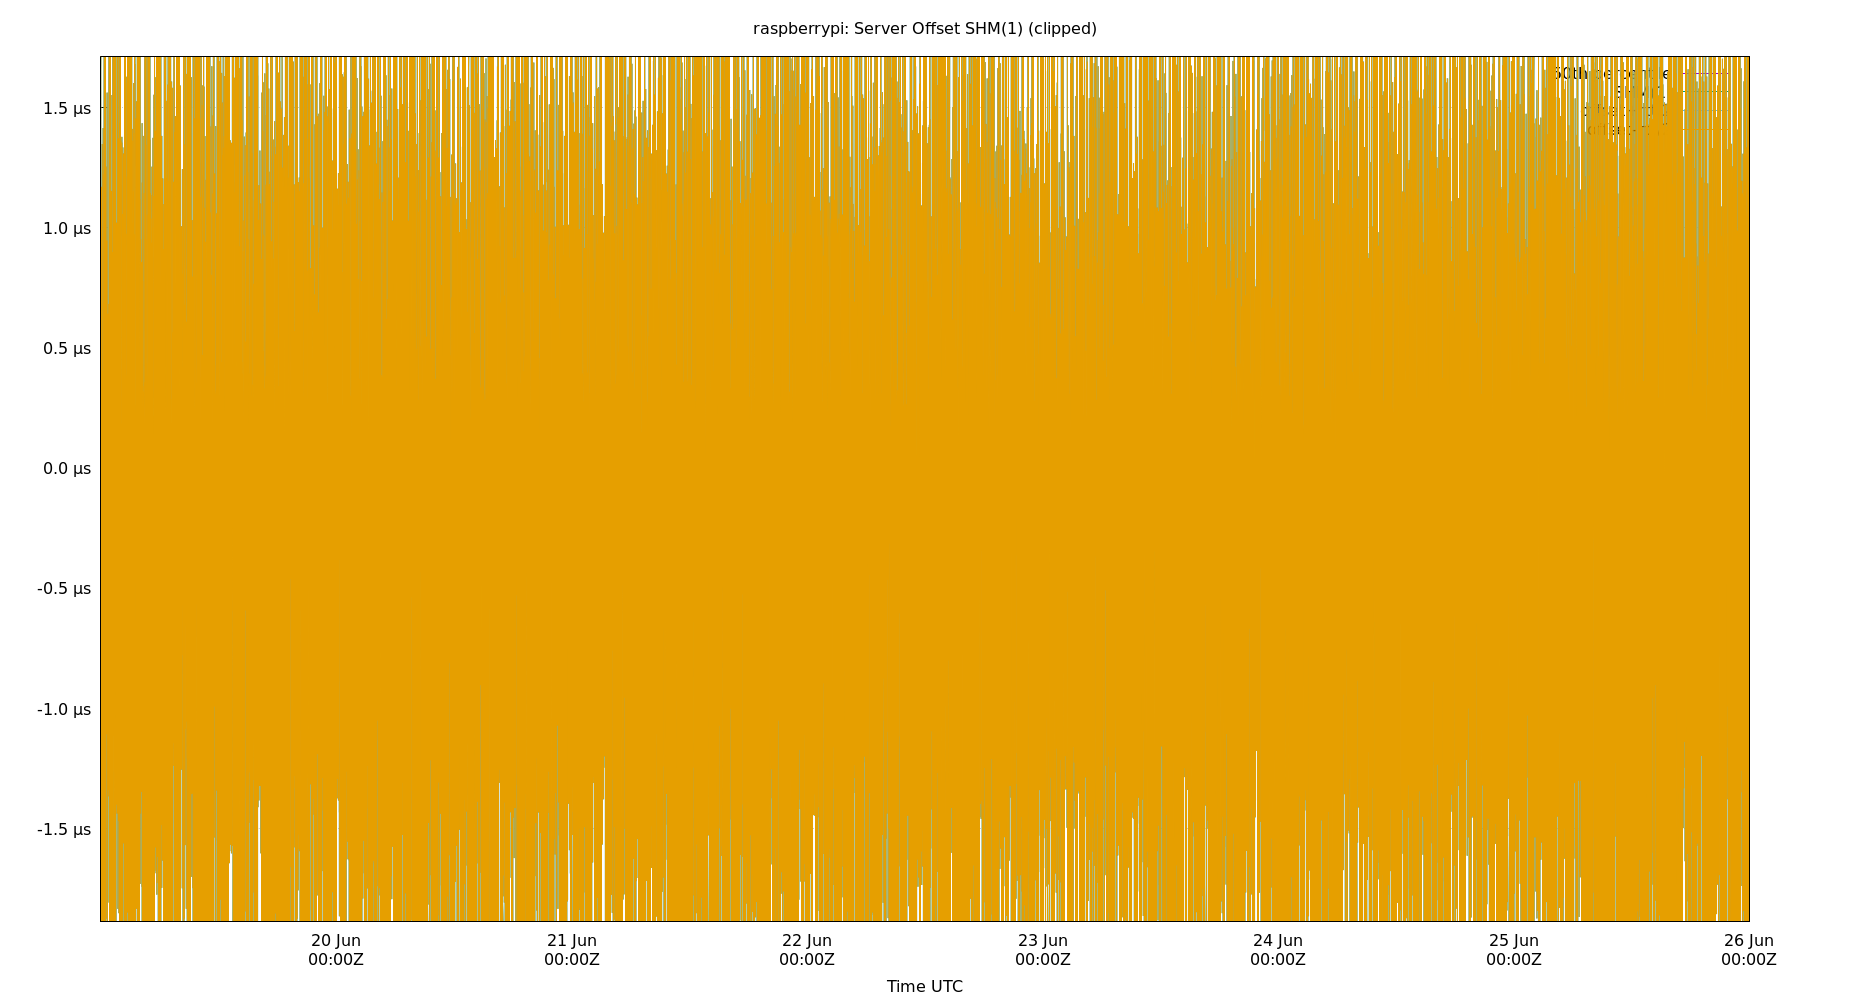 raspberrypi: Server Offset SHM(1) (clipped)
50th percentile
1.5 µs
1.0 µs
0.5 µs
0.0 µs
-0.5 µs
-1.0 µs
-1.5 µs
20 Jun 21 Jun 22 Jun 23 Jun 24 Jun 25 Jun 26 Jun
00:00Z 00:00Z 00:00Z 00:00Z 00:00Z 00:00Z 00:00Z
Time UTC